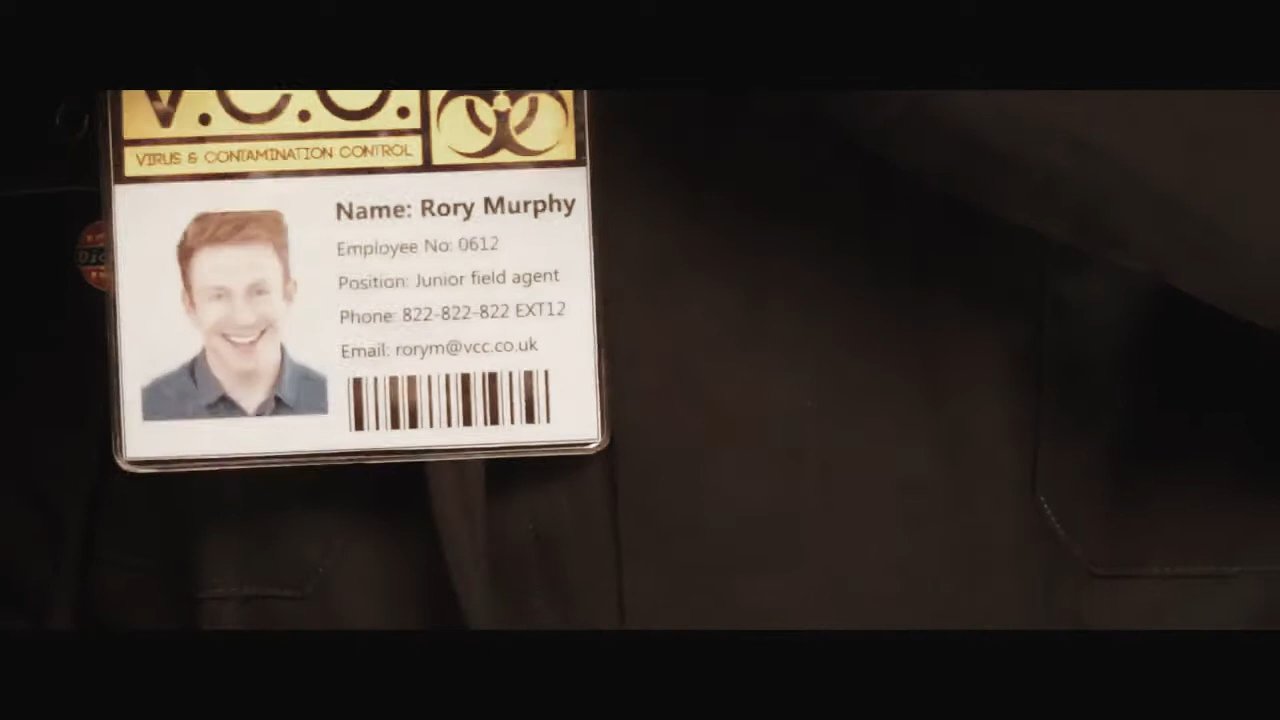 V.C.C.
VIRUS & CONTAMINATION CONTROL
Name: Rory Murphy
Employee No: 0612
Position: Junior field agent
Phone: 822-822-822 EXT12
Email: rorym@vcc.co.uk